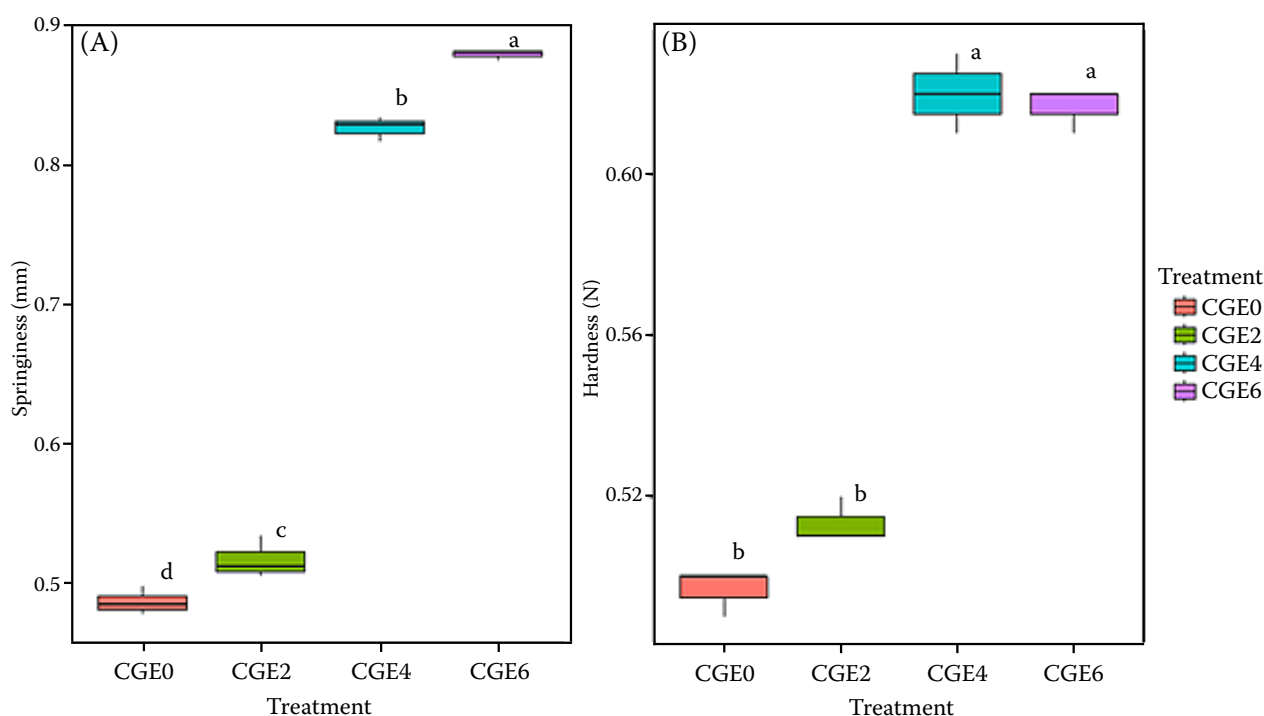 (A)
0.9
0.8
0.7
0.6
0.5
Springiness (mm)
d
c
b
a
CGE0 CGE2 CGE4 CGE6
Treatment
(B)
0.60
0.56
0.52
Hardness (N)
b
b
a
a
CGE0 CGE2 CGE4 CGE6
Treatment
Treatment
CGE0
CGE2
CGE4
CGE6